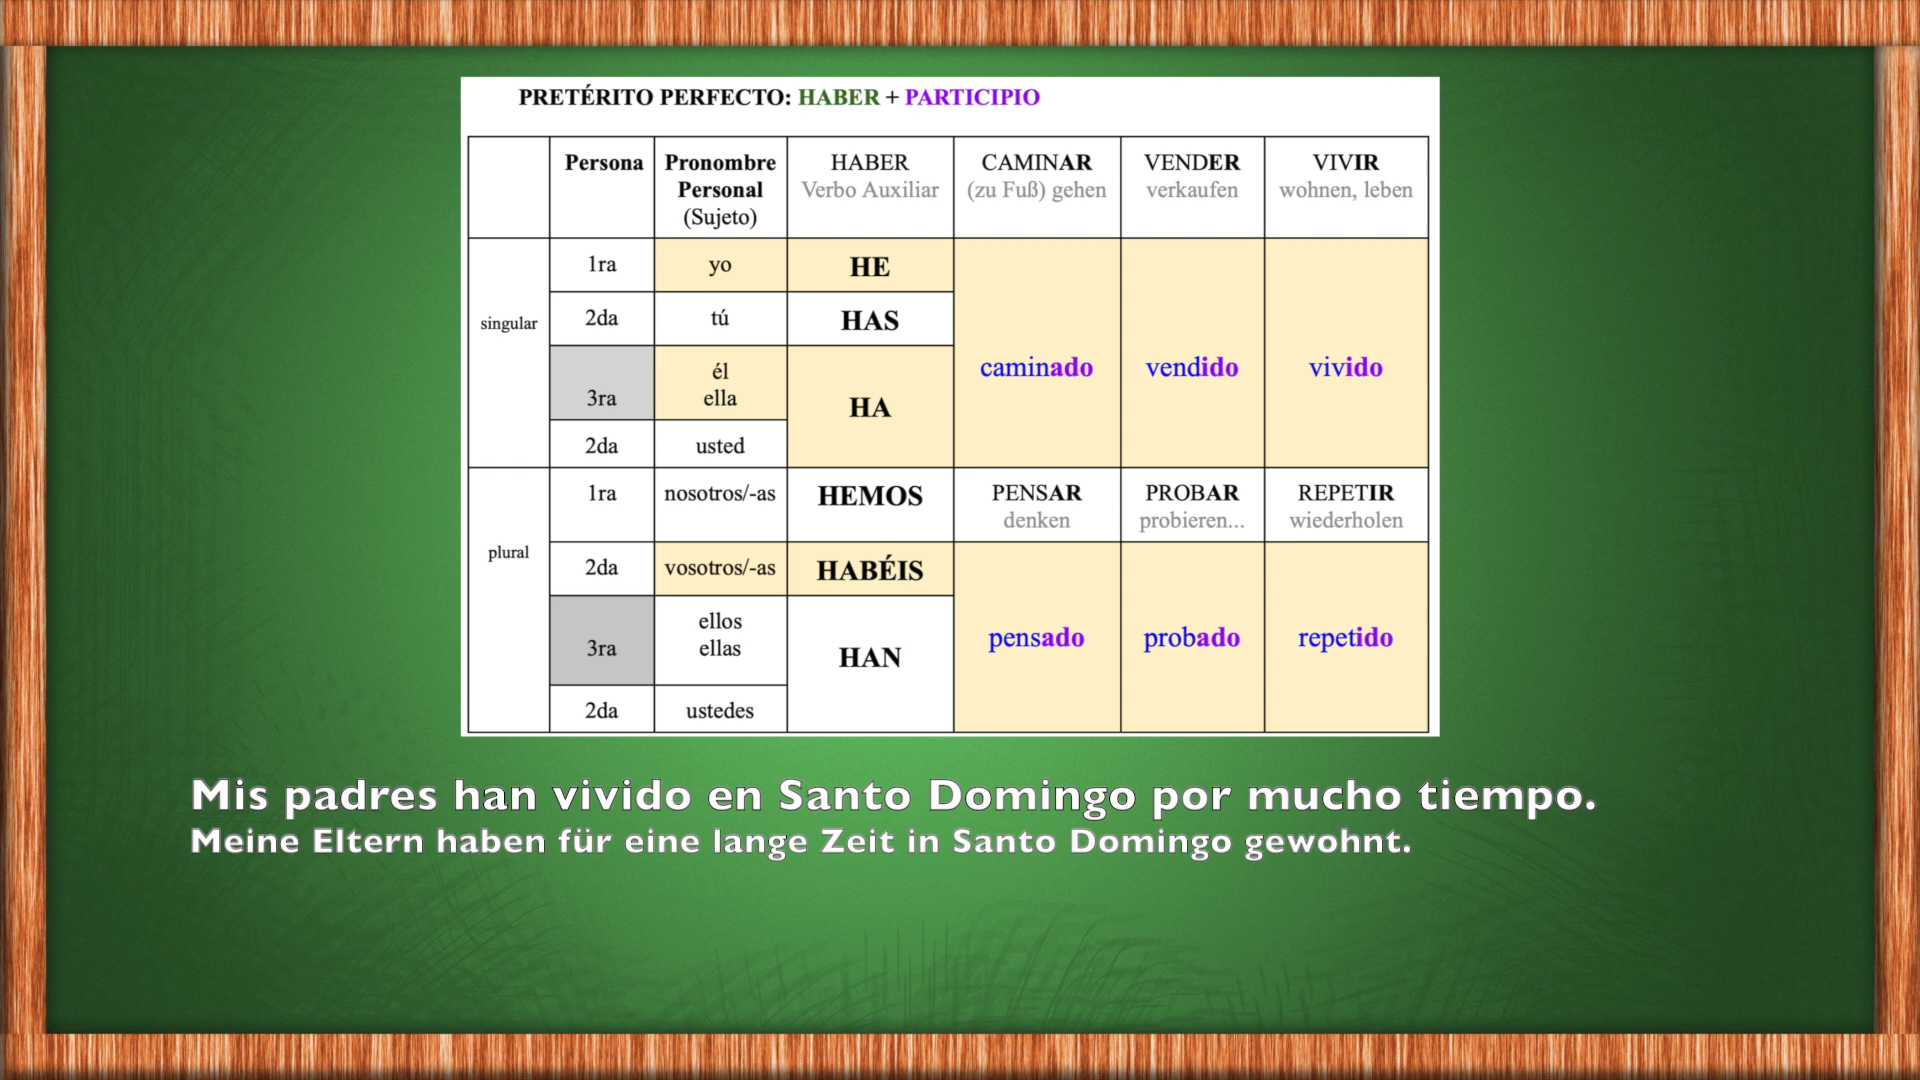 PRETÉRITO PERFECTO: HABER + PARTICIPIO
Persona
Pronombre
Personal
(Sujeto)
HABER
Verbo Auxiliar
CAMINAR
(zu Fuß) gehen
VENDER
verkaufen
VIVIR
wohnen, leben
singular
1ra
yo
HE
2da
tú
HAS
3ra
él
ella
HA
2da
usted
caminado
vendido
vivido
plural
1ra
nosotros/-as
HEMOS
PENSAR
denken
PROBAR
probieren...
REPETIR
wiederholen
2da
vosotros/-as
HABÉIS
3ra
ellos
ellas
HAN
2da
ustedes
pensado
probado
repetido
Mis padres han vivido en Santo Domingo por mucho tiempo.
Meine Eltern haben für eine lange Zeit in Santo Domingo gewohnt.